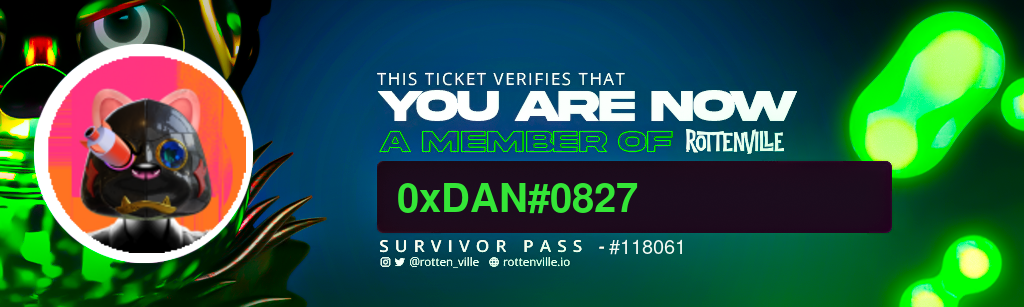 THIS TICKET VERIFIES THAT
YOU ARE NOW
A MEMBER OF ROTTENVILLE
0xDAN#0827
SURVIVOR PASS - #118061
@rotten_ville rottenville.io